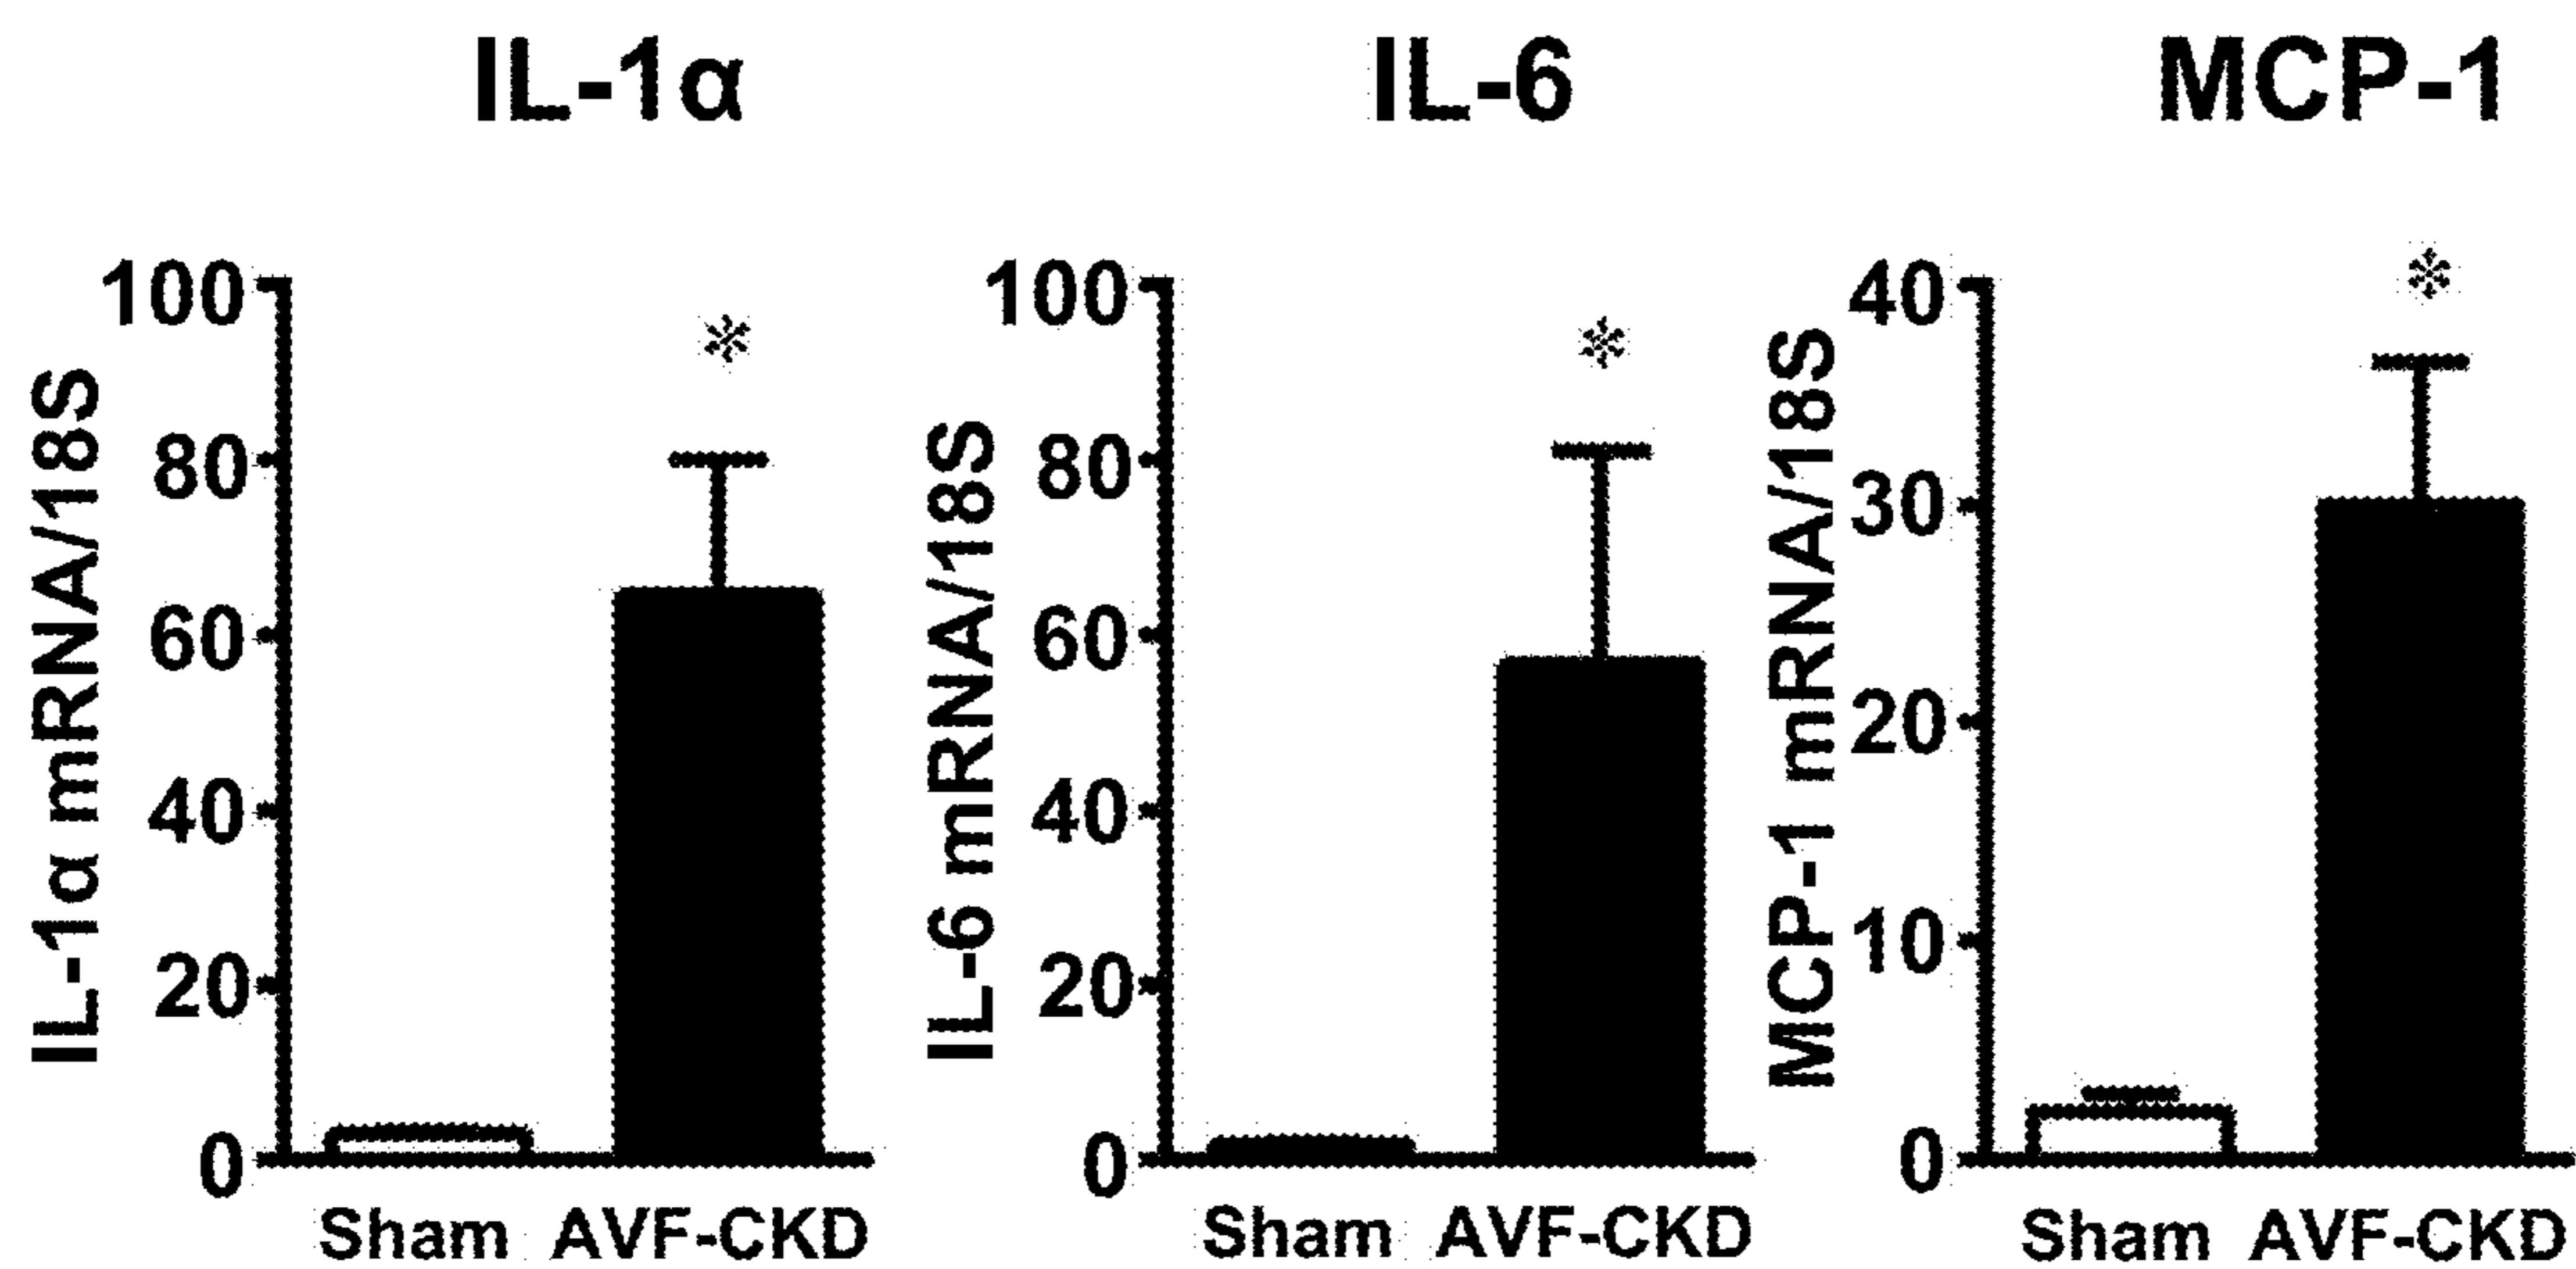 IL-1α
IL-1α mRNA/18S
100
80
60
40
20
0
*
Sham AVF-CKD
IL-6
IL-6 mRNA/18S
100
80
60
40
20
0
*
Sham AVF-CKD
MCP-1
MCP-1 mRNA/18S
40
30
20
10
0
*
Sham AVF-CKD